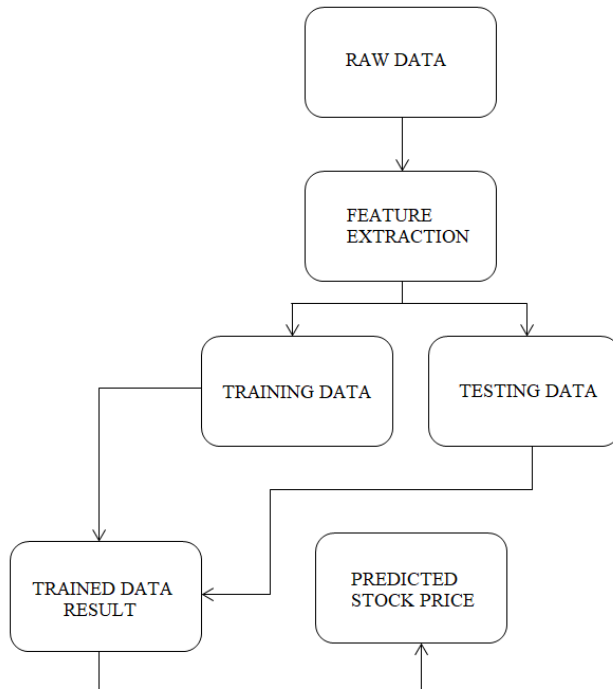 RAW DATA
FEATURE
EXTRACTION
TRAINING DATA
TESTING DATA
TRAINED DATA
RESULT
PREDICTED
STOCK PRICE